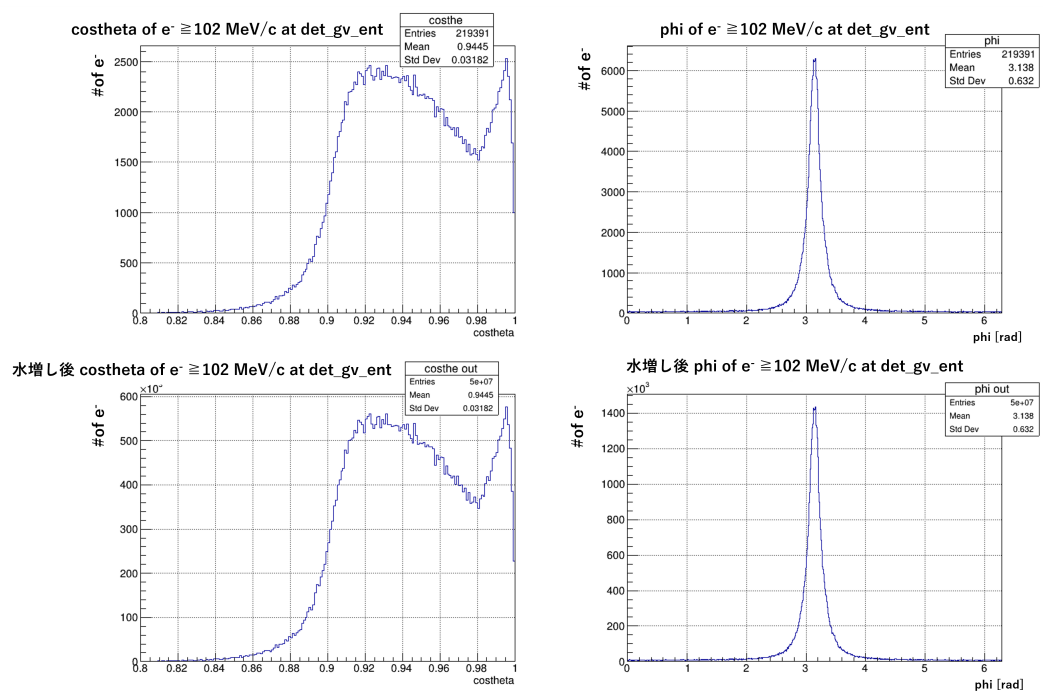 costheta of e- ≧102 MeV/c at det_gv_ent
costhe
Entries 219391
Mean 0.9445
Std Dev 0.03182
#of e-
2500
2000
1500
1000
500
0
0.8 0.82 0.84 0.86 0.88 0.9 0.92 0.94 0.96 0.98 1
costheta
phi of e- ≧102 MeV/c at det_gv_ent
phi
Entries 219391
Mean 3.138
Std Dev 0.632
#of e-
6000
5000
4000
3000
2000
1000
0
0 1 2 3 4 5 6
phi [rad]
水増し後 costheta of e- ≧102 MeV/c at det_gv_ent
costhe out
Entries 5e+07
Mean 0.9445
Std Dev 0.03182
#of e-
600
500
400
300
200
100
0
0.8 0.82 0.84 0.86 0.88 0.9 0.92 0.94 0.96 0.98 1
costheta
水増し後 phi of e- ≧102 MeV/c at det_gv_ent
phi out
Entries 5e+07
Mean 3.138
Std Dev 0.632
×10³
#of e-
1400
1200
1000
800
600
400
200
0
0 1 2 3 4 5 6
phi [rad]